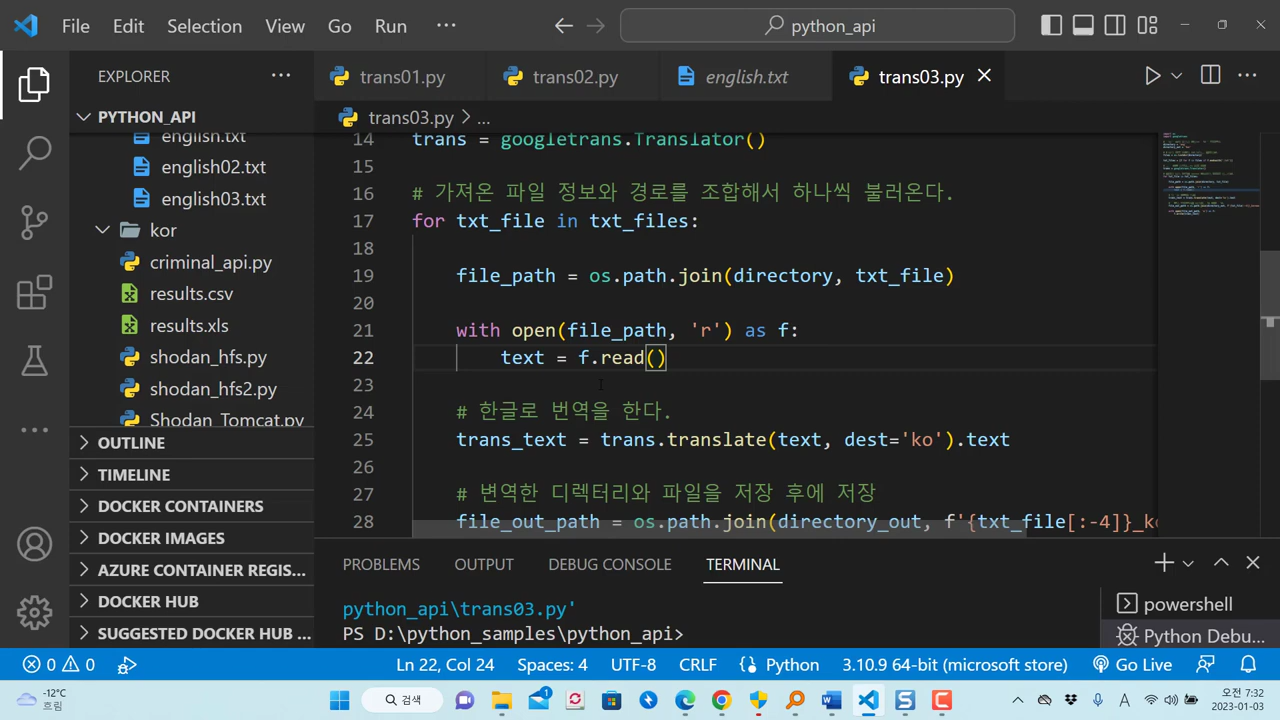 File Edit Selection View Go Run ··· python_api
EXPLORER ···
trans01.py trans02.py english.txt trans03.py
PYTHON_API
trans03.py > ...
english.txt
english02.txt
english03.txt
kor
criminal_api.py
results.csv
results.xls
shodan_hfs.py
shodan_hfs2.py
Shodan_Tomcat.py
OUTLINE
TIMELINE
DOCKER CONTAINERS
DOCKER IMAGES
AZURE CONTAINER REGIS...
DOCKER HUB
SUGGESTED DOCKER HUB ...
14 trans = googletrans.Translator()
15
16 # 가져온 파일 정보와 경로를 조합해서 하나씩 불러온다.
17 for txt_file in txt_files:
18
19 file_path = os.path.join(directory, txt_file)
20
21 with open(file_path, 'r') as f:
22 text = f.read()
23
24 # 한글로 번역을 한다.
25 trans_text = trans.translate(text, dest='ko').text
26
27 # 변역한 디렉터리와 파일을 저장 후에 저장
28 file_out_path = os.path.join(directory_out, f'{txt_file[:-4]}_k
PROBLEMS OUTPUT DEBUG CONSOLE TERMINAL
python_api\trans03.py'
PS D:\python_samples\python_api>
powershell
Python Debu...
0 0 Ln 22, Col 24 Spaces: 4 UTF-8 CRLF Python 3.10.9 64-bit (microsoft store) Go Live
-12°C
흐림
검색
A
오전 7:32
2023-01-03